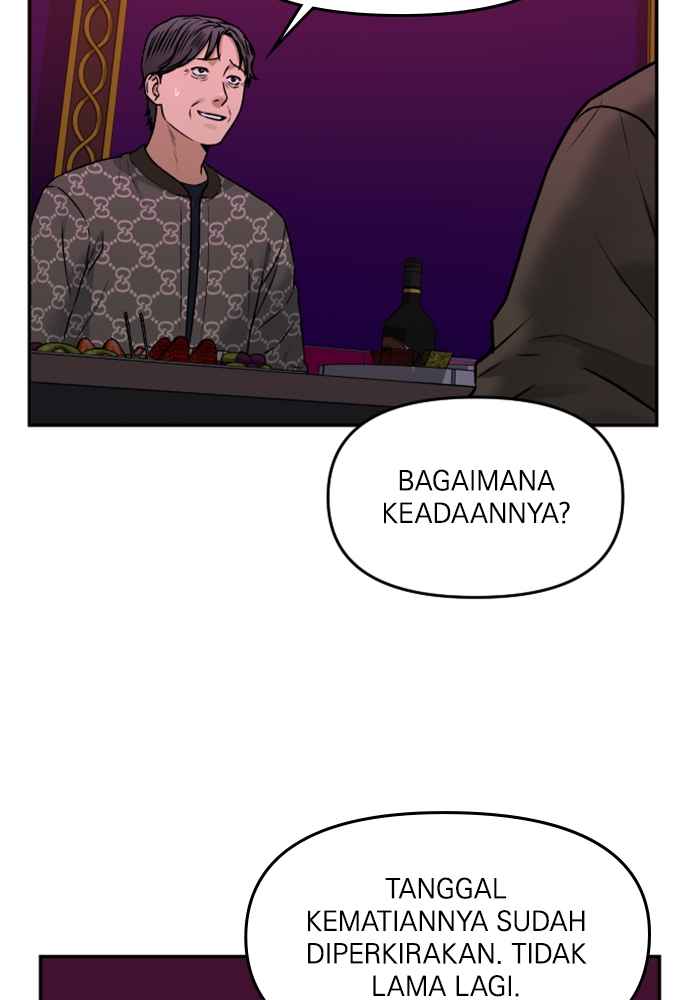 BAGAIMANA
KEADAANNYA?
TANGGAL
KEMATIANNYA SUDAH
DIPERKIRAKAN. TIDAK
LAMA LAGI.